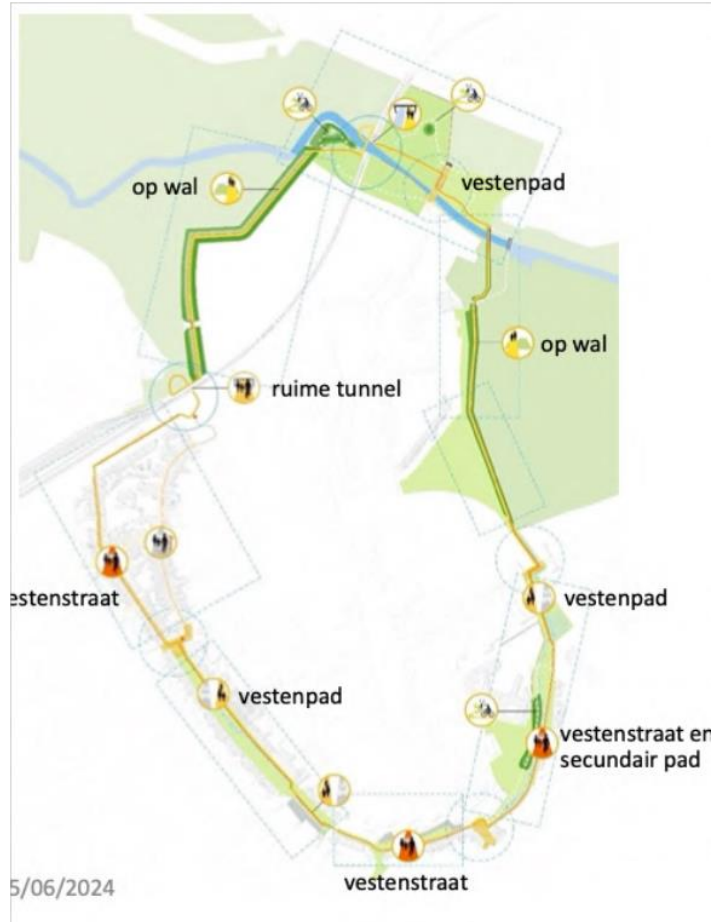 op wal
vestenpad
op wal
ruime tunnel
estenstraat
vestenpad
vestenpad
vestenstraat en
secundair pad
vestenstraat
5/06/2024